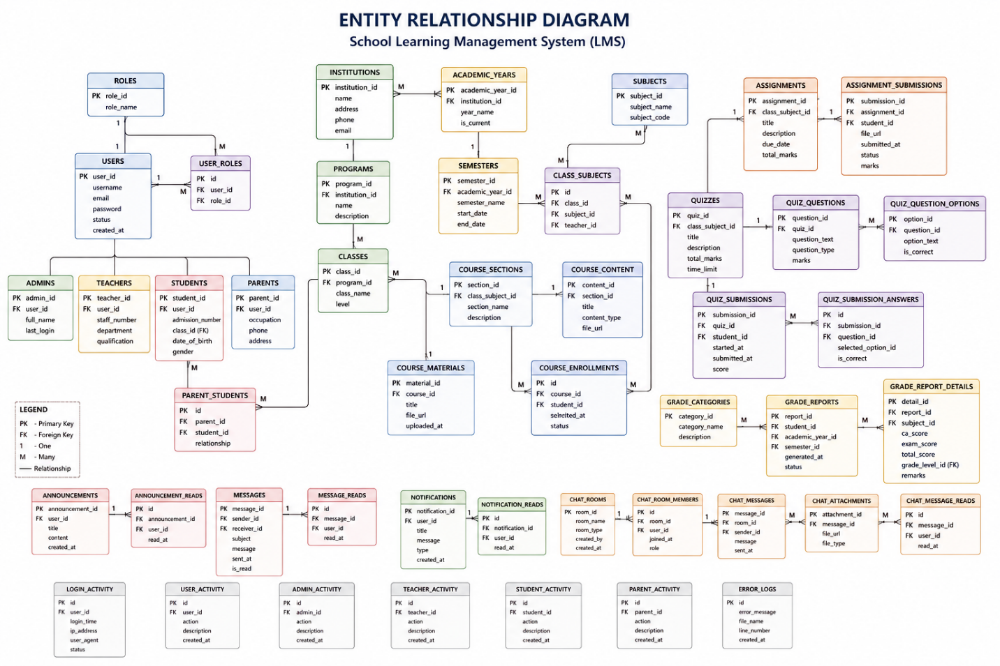 ENTITY RELATIONSHIP DIAGRAM
School Learning Management System (LMS)
ROLES
PK role_id
role_name
1
1
M
USERS
PK user_id
username
email
password
status
created_at
1
M
USER_ROLES
PK id
FK user_id
FK role_id
INSTITUTIONS
PK institution_id
name
address
phone
email
M
1
ACADEMIC_YEARS
PK academic_year_id
FK institution_id
year_name
is_current
1
PROGRAMS
PK program_id
FK institution_id
name
description
M
SEMESTERS
PK semester_id
FK academic_year_id
semester_name
start_date
end_date
M
SUBJECTS
PK subject_id
subject_name
subject_code
M
M
CLASS_SUBJECTS
PK id
FK class_id
FK subject_id
FK teacher_id
M
ASSIGNMENTS
PK assignment_id
FK class_subject_id
title
description
due_date
total_marks
1
1
ASSIGNMENT_SUBMISSIONS
PK submission_id
FK assignment_id
FK student_id
file_url
submitted_at
status
marks
QUIZZES
PK quiz_id
FK class_subject_id
title
description
total_marks
time_limit
1
1
QUIZ_QUESTIONS
PK question_id
FK quiz_id
question_text
question_type
marks
M
QUIZ_QUESTION_OPTIONS
PK option_id
FK question_id
option_text
is_correct
ADMINS
PK admin_id
FK user_id
full_name
last_login
TEACHERS
PK teacher_id
FK user_id
staff_number
department
qualification
STUDENTS
PK student_id
FK user_id
admission_number
class_id (FK)
date_of_birth
gender
M
PARENTS
PK parent_id
FK user_id
occupation
phone
address
CLASSES
PK class_id
FK program_id
class_name
level
M
1
COURSE_SECTIONS
PK section_id
FK class_subject_id
section_name
description
1
COURSE_CONTENT
PK content_id
FK section_id
title
content_type
file_url
QUIZ_SUBMISSIONS
PK submission_id
FK quiz_id
FK student_id
started_at
submitted_at
score
M
QUIZ_SUBMISSION_ANSWERS
PK id
FK submission_id
FK question_id
selected_option_id
is_correct
PARENT_STUDENTS
PK id
FK parent_id
FK student_id
relationship
M
1
COURSE_MATERIALS
PK material_id
FK course_id
title
file_url
uploaded_at
M
COURSE_ENROLLMENTS
PK id
FK course_id
FK student_id
selrcited_at
status
M
GRADE_CATEGORIES
PK category_id
category_name
description
M
GRADE_REPORTS
PK report_id
FK student_id
FK academic_year_id
FK semester_id
generated_at
status
M
GRADE_REPORT_DETAILS
PK detail_id
FK report_id
FK subject_id
ca_score
exam_score
total_score
grade_level_id (FK)
remarks
LEGEND
PK - Primary Key
FK - Foreign Key
1 - One
M - Many
Relationship
ANNOUNCEMENTS
PK announcement_id
FK user_id
title
content
created_at
1
ANNOUNCEMENT_READS
PK id
FK announcement_id
FK user_id
read_at
MESSAGES
PK message_id
FK sender_id
FK receiver_id
subject
message
sent_at
is_read
1
MESSAGE_READS
PK id
FK message_id
FK user_id
read_at
NOTIFICATIONS
PK notification_id
FK user_id
title
message
type
created_at
1
NOTIFICATION_READS
PK id
FK notification_id
FK user_id
read_at
CHAT_ROOMS
PK room_id
room_name
room_type
created_by
created_at
1
CHAT_ROOM_MEMBERS
PK id
FK room_id
FK user_id
joined_at
role
1
CHAT_MESSAGES
PK message_id
FK room_id
FK sender_id
message
sent_at
M
CHAT_ATTACHMENTS
PK attachment_id
FK message_id
file_url
file_type
M
CHAT_MESSAGE_READS
PK id
FK message_id
FK user_id
read_at
LOGIN_ACTIVITY
PK id
FK user_id
login_time
ip_address
user_agent
status
USER_ACTIVITY
PK id
FK user_id
action
description
created_at
ADMIN_ACTIVITY
PK id
FK admin_id
action
description
created_at
TEACHER_ACTIVITY
PK id
FK teacher_id
action
description
created_at
STUDENT_ACTIVITY
PK id
FK student_id
action
description
created_at
PARENT_ACTIVITY
PK id
FK parent_id
action
description
created_at
ERROR_LOGS
PK id
error_message
file_name
line_number
created_at